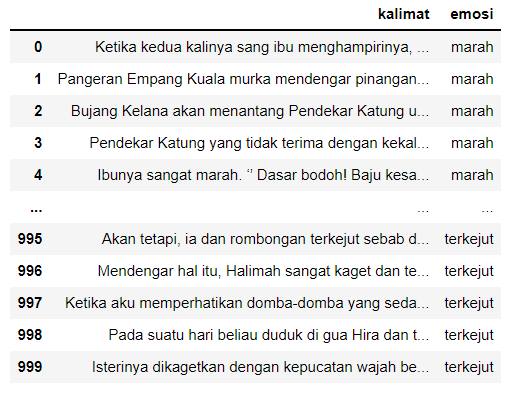 kalimat emosi
0 Ketika kedua kalinya sang ibu menghampirinya, ... marah
1 Pangeran Empang Kuala murka mendengar pinangan... marah
2 Bujang Kelana akan menantang Pendekar Katung u... marah
3 Pendekar Katung yang tidak terima dengan kekal... marah
4 Ibunya sangat marah. ‘’ Dasar bodoh! Baju kesa... marah
... ... ...
995 Akan tetapi, ia dan rombongan terkejut sebab d... terkejut
996 Mendengar hal itu, Halimah sangat kaget dan te... terkejut
997 Ketika aku memperhatikan domba-domba yang seda... terkejut
998 Pada suatu hari beliau duduk di gua Hira dan t... terkejut
999 Isterinya dikagetkan dengan kepucatan wajah be... terkejut